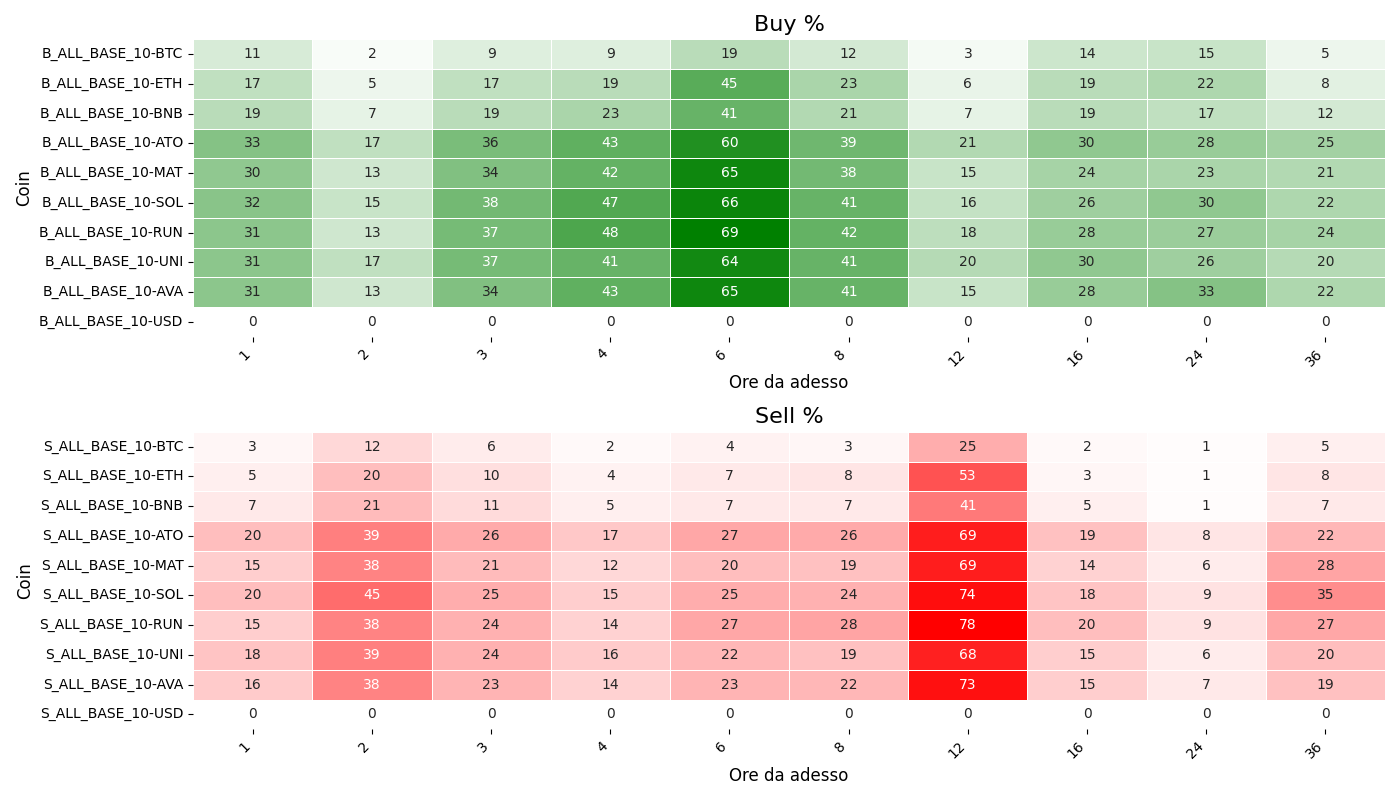 Buy %
Coin
B_ALL_BASE_10-BTC 11 2 9 9 19 12 3 14 15 5
B_ALL_BASE_10-ETH 17 5 17 19 45 23 6 19 22 8
B_ALL_BASE_10-BNB 19 7 19 23 41 21 7 19 17 12
B_ALL_BASE_10-ATO 33 17 36 43 60 39 21 30 28 25
B_ALL_BASE_10-MAT 30 13 34 42 65 38 15 24 23 21
B_ALL_BASE_10-SOL 32 15 38 47 66 41 16 26 30 22
B_ALL_BASE_10-RUN 31 13 37 48 69 42 18 28 27 24
B_ALL_BASE_10-UNI 31 17 37 41 64 41 20 30 26 20
B_ALL_BASE_10-AVA 31 13 34 43 65 41 15 28 33 22
B_ALL_BASE_10-USD 0 0 0 0 0 0 0 0 0 0
1 2 3 4 6 8 12 16 24 36
Ore da adesso
Sell %
Coin
S_ALL_BASE_10-BTC 3 12 6 2 4 3 25 2 1 5
S_ALL_BASE_10-ETH 5 20 10 4 7 8 53 3 1 8
S_ALL_BASE_10-BNB 7 21 11 5 7 7 41 5 1 7
S_ALL_BASE_10-ATO 20 39 26 17 27 26 69 19 8 22
S_ALL_BASE_10-MAT 15 38 21 12 20 19 69 14 6 28
S_ALL_BASE_10-SOL 20 45 25 15 25 24 74 18 9 35
S_ALL_BASE_10-RUN 15 38 24 14 27 28 78 20 9 27
S_ALL_BASE_10-UNI 18 39 24 16 22 19 68 15 6 20
S_ALL_BASE_10-AVA 16 38 23 14 23 22 73 15 7 19
S_ALL_BASE_10-USD 0 0 0 0 0 0 0 0 0 0
1 2 3 4 6 8 12 16 24 36
Ore da adesso